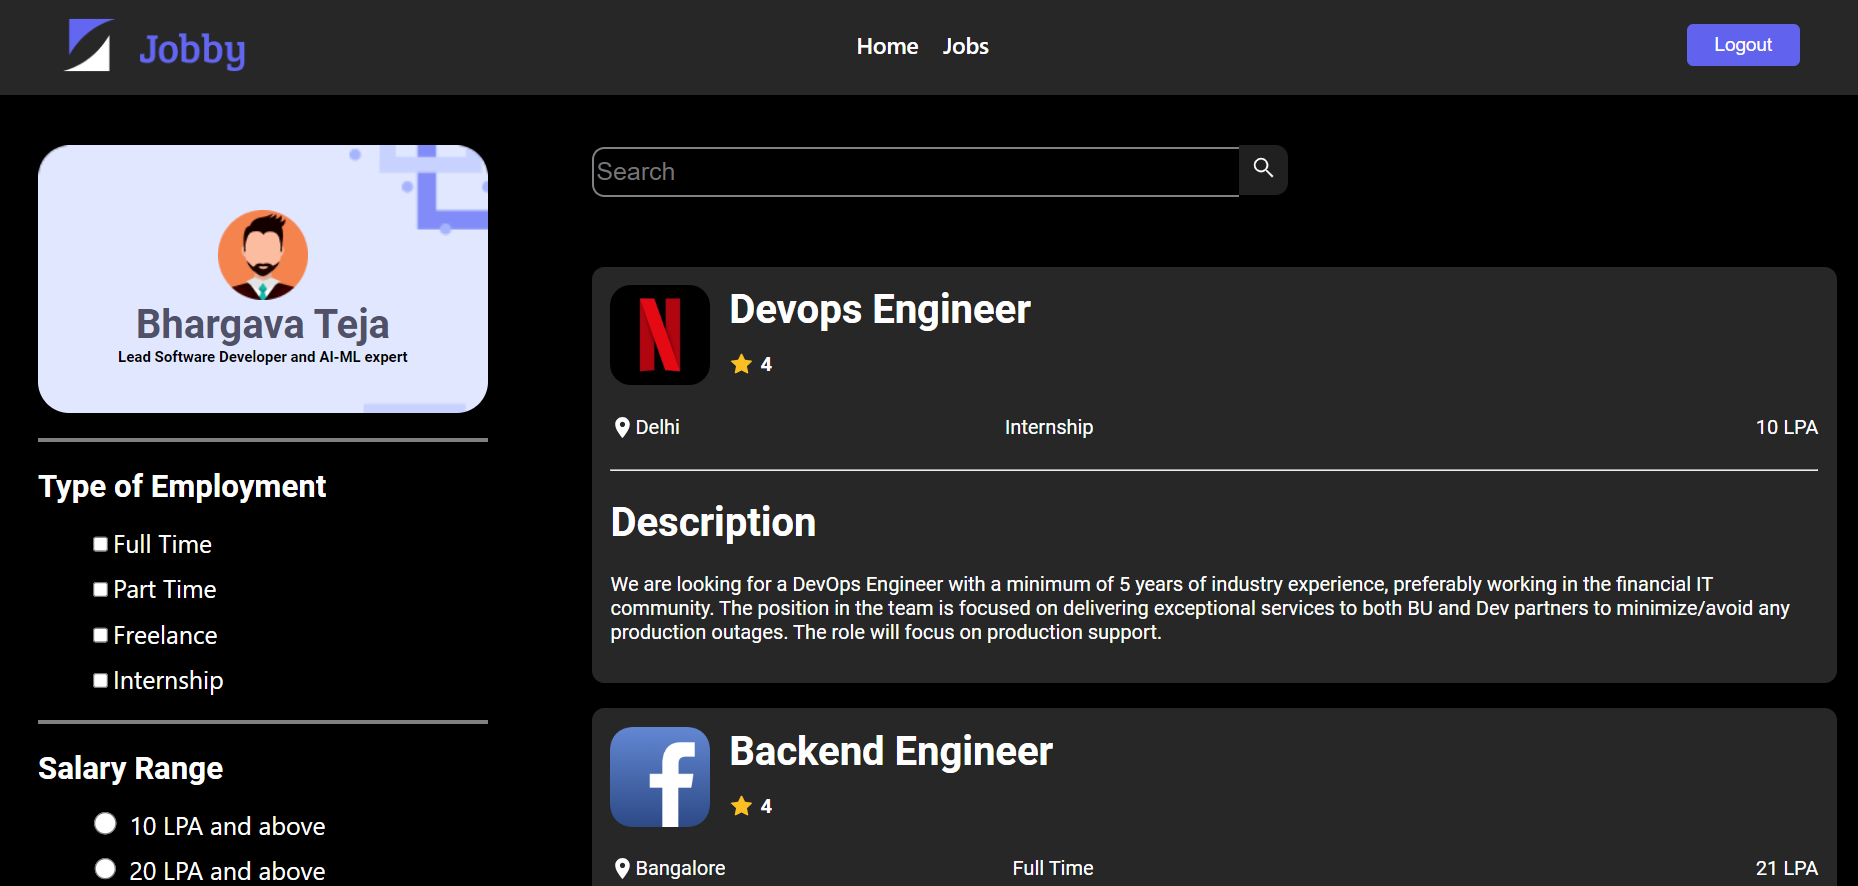 Jobby
Home
Jobs
Logout
Bhargava Teja
Lead Software Developer and AI-ML expert
Type of Employment
Full Time
Part Time
Freelance
Internship
Salary Range
10 LPA and above
20 LPA and above
Search
Devops Engineer
4
Delhi
Internship
10 LPA
Description
We are looking for a DevOps Engineer with a minimum of 5 years of industry experience, preferably working in the financial IT
community. The position in the team is focused on delivering exceptional services to both BU and Dev partners to minimize/avoid any
production outages. The role will focus on production support.
Backend Engineer
4
Bangalore
Full Time
21 LPA